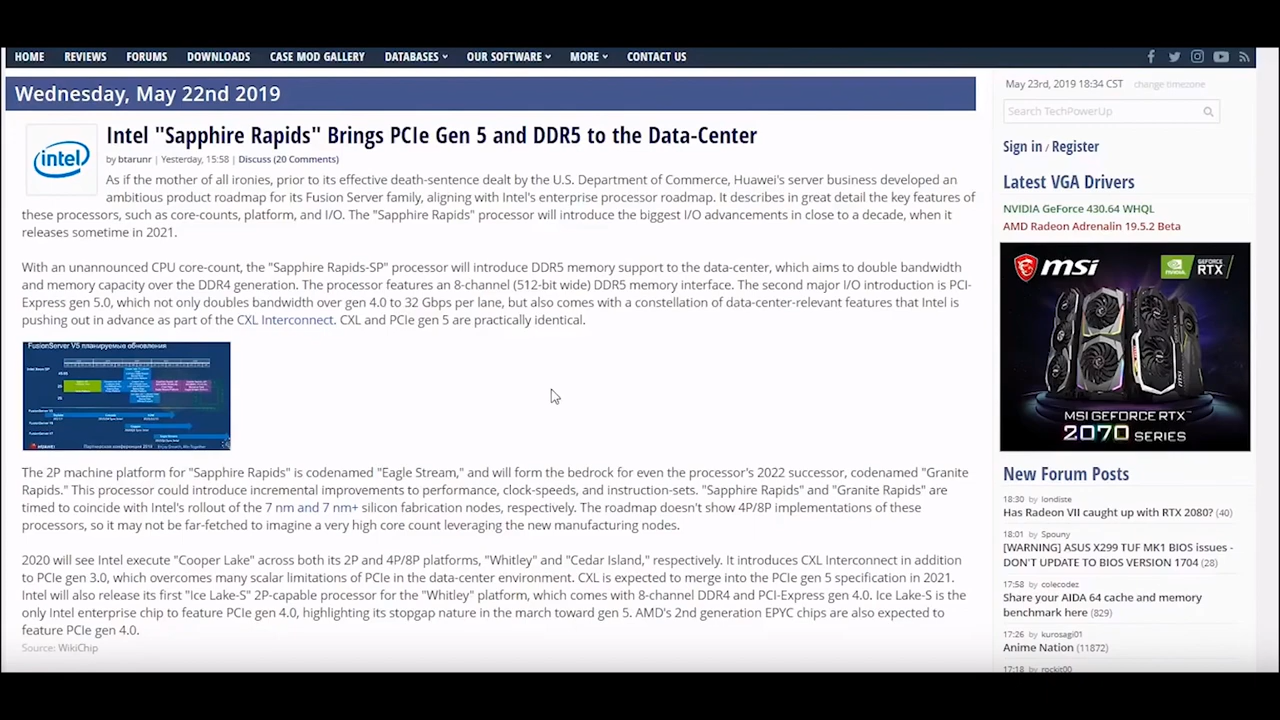 HOME REVIEWS FORUMS DOWNLOADS CASE MOD GALLERY DATABASES OUR SOFTWARE MORE CONTACT US
Wednesday, May 22nd 2019
intel
Intel "Sapphire Rapids" Brings PCIe Gen 5 and DDR5 to the Data-Center
by btarunr | Yesterday, 15:58 | Discuss (20 Comments)
As if the mother of all ironies, prior to its effective death-sentence dealt by the U.S. Department of Commerce, Huawei's server business developed an
ambitious product roadmap for its Fusion Server family, aligning with Intel's enterprise processor roadmap. It describes in great detail the key features of
these processors, such as core-counts, platform, and I/O. The "Sapphire Rapids" processor will introduce the biggest I/O advancements in close to a decade, when it
releases sometime in 2021.
With an unannounced CPU core-count, the "Sapphire Rapids-SP" processor will introduce DDR5 memory support to the data-center, which aims to double bandwidth
and memory capacity over the DDR4 generation. The processor features an 8-channel (512-bit wide) DDR5 memory interface. The second major I/O introduction is PCI-
Express gen 5.0, which not only doubles bandwidth over gen 4.0 to 32 Gbps per lane, but also comes with a constellation of data-center-relevant features that Intel is
pushing out in advance as part of the CXL Interconnect. CXL and PCIe gen 5 are practically identical.
FusionServer V5 планируемые обновления
HUAWEI
The 2P machine platform for "Sapphire Rapids" is codenamed "Eagle Stream," and will form the bedrock for even the processor's 2022 successor, codenamed "Granite
Rapids." This processor could introduce incremental improvements to performance, clock-speeds, and instruction-sets. "Sapphire Rapids" and "Granite Rapids" are
timed to coincide with Intel's rollout of the 7 nm and 7 nm+ silicon fabrication nodes, respectively. The roadmap doesn't show 4P/8P implementations of these
processors, so it may not be far-fetched to imagine a very high core count leveraging the new manufacturing nodes.
2020 will see Intel execute "Cooper Lake" across both its 2P and 4P/8P platforms, "Whitley" and "Cedar Island," respectively. It introduces CXL Interconnect in addition
to PCIe gen 3.0, which overcomes many scalar limitations of PCIe in the data-center environment. CXL is expected to merge into the PCIe gen 5 specification in 2021.
Intel will also release its first "Ice Lake-S" 2P-capable processor for the "Whitley" platform, which comes with 8-channel DDR4 and PCI-Express gen 4.0. Ice Lake-S is the
only Intel enterprise chip to feature PCIe gen 4.0, highlighting its stopgap nature in the march toward gen 5. AMD's 2nd generation EPYC chips are also expected to
feature PCIe gen 4.0.
Source: WikiChip
May 23rd, 2019 18:34 CST change timezone
Search TechPowerUp
Sign in / Register
Latest VGA Drivers
NVIDIA GeForce 430.64 WHQL
AMD Radeon Adrenalin 19.5.2 Beta
msi
NVIDIA
GEFORCE
RTX
MSI GEFORCE RTX™
2070 SERIES
New Forum Posts
18:30 by londiste
Has Radeon VII caught up with RTX 2080? (40)
18:01 by Spouny
[WARNING] ASUS X299 TUF MK1 BIOS issues -
DON'T UPDATE TO BIOS VERSION 1704 (28)
17:58 by colecodez
Share your AIDA 64 cache and memory
benchmark here (829)
17:26 by kurosagi01
Anime Nation (11872)
17:18 by rockit00